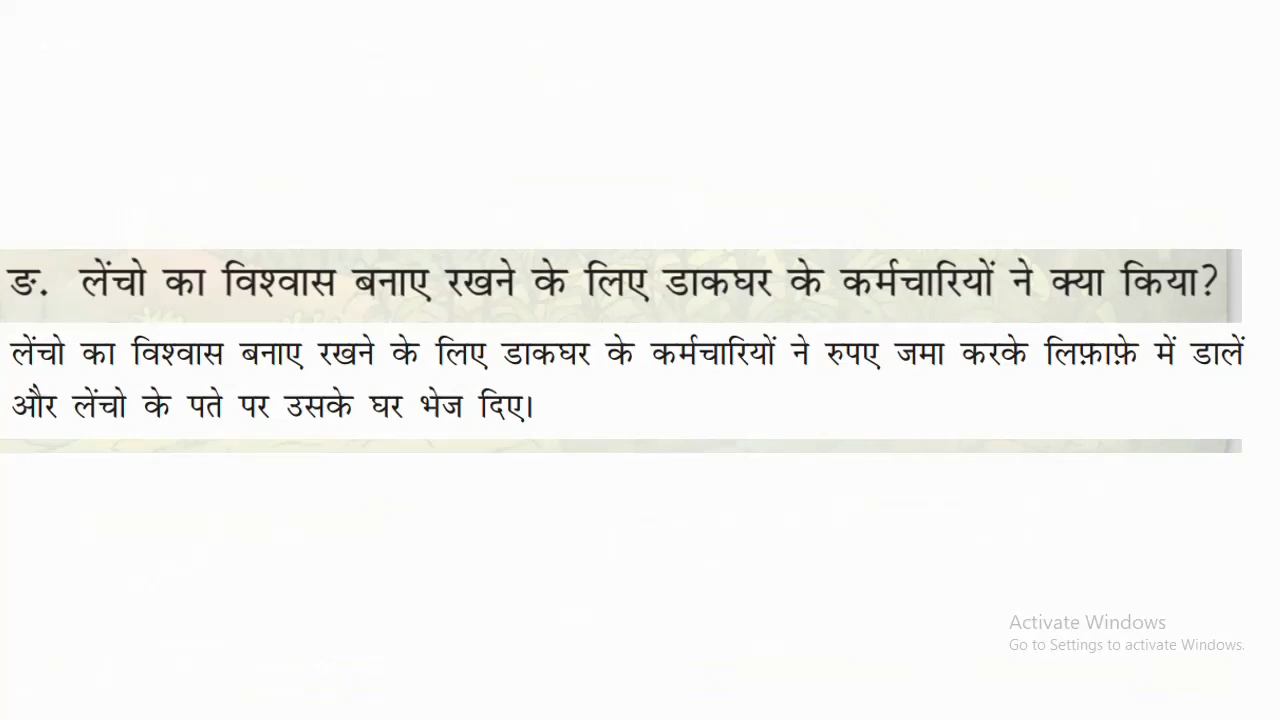 ङ. लेंचो का विश्वास बनाए रखने के लिए डाकघर के कर्मचारियों ने क्या किया?
लेंचो का विश्वास बनाए रखने के लिए डाकघर के कर्मचारियों ने रुपए जमा करके लिफ़ाफ़े में डालें
और लेंचो के पते पर उसके घर भेज दिए।
Activate Windows
Go to Settings to activate Windows.